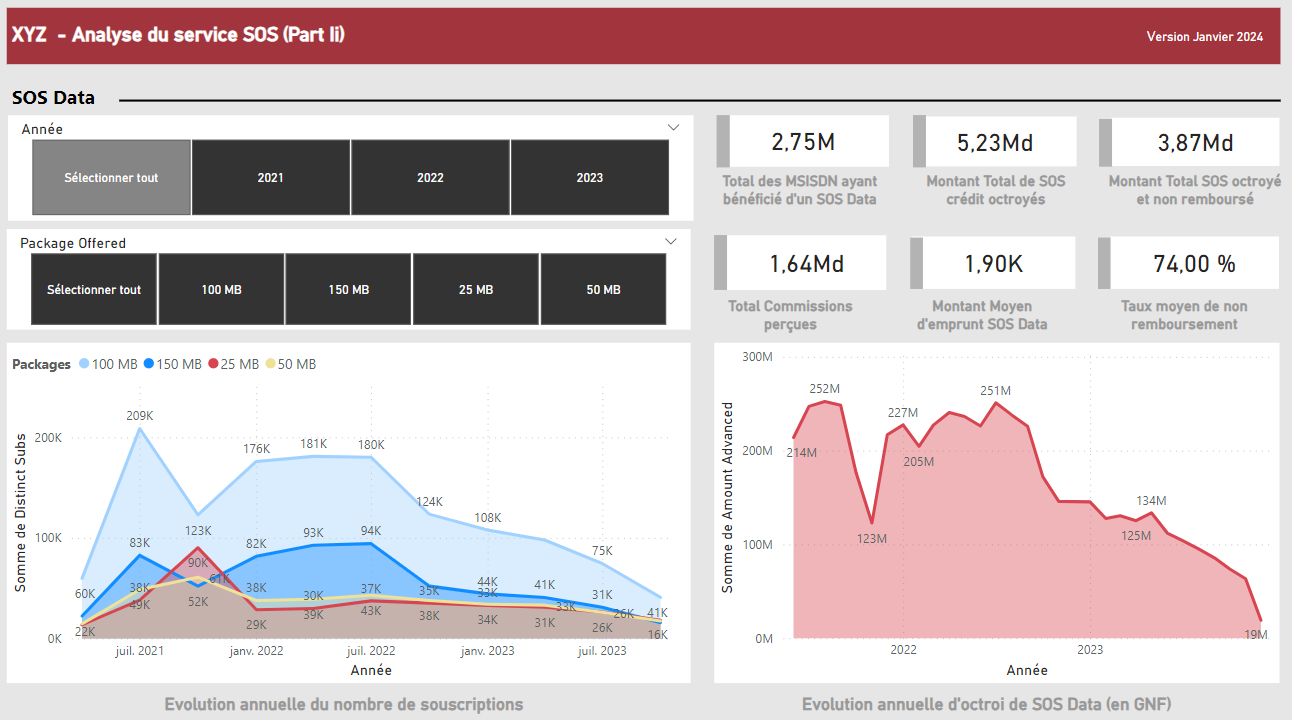 XYZ - Analyse du service SOS (Part Ii)
Version Janvier 2024
SOS Data
Année
Sélectionner tout
2021
2022
2023
Package Offered
Sélectionner tout
100 MB
150 MB
25 MB
50 MB
2,75M
Total des MSISDN ayant
bénéficié d'un SOS Data
5,23Md
Montant Total de SOS
crédit octroyés
3,87Md
Montant Total SOS octroyé
et non remboursé
1,64Md
Total Commissions
perçues
1,90K
Montant Moyen
d'emprunt SOS Data
74,00 %
Taux moyen de non
remboursement
Packages
100 MB
150 MB
25 MB
50 MB
Somme de Distinct Subs
200K
100K
0K
209K
176K
181K
180K
124K
123K
108K
75K
60K
41K
83K
82K
93K
94K
90K
61K
52K
44K
41K
31K
38K
49K
38K
29K
30K
39K
37K
43K
35K
38K
33K
34K
33K
31K
26K
26K
22K
16K
juil. 2021
janv. 2022
juil. 2022
janv. 2023
juil. 2023
Année
Evolution annuelle du nombre de souscriptions
Somme de Amount Advanced
300M
200M
100M
0M
252M
214M
123M
227M
205M
251M
134M
125M
19M
2022
2023
Année
Evolution annuelle d'octroi de SOS Data (en GNF)